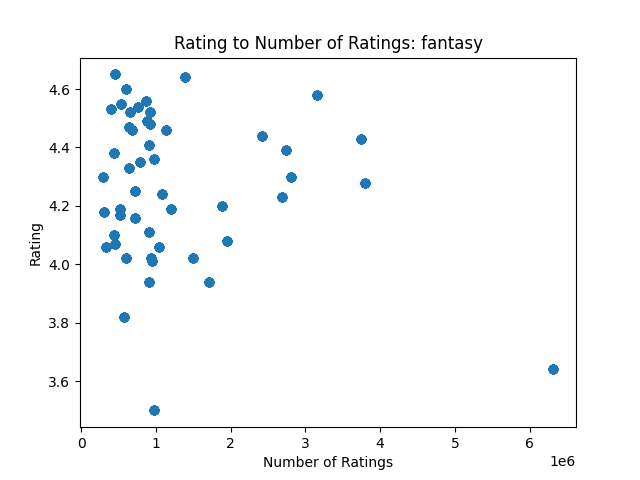 Rating to Number of Ratings: fantasy
4.6
4.4
4.2
4.0
3.8
3.6
Rating
0 1 2 3 4 5 6
1e6
Number of Ratings